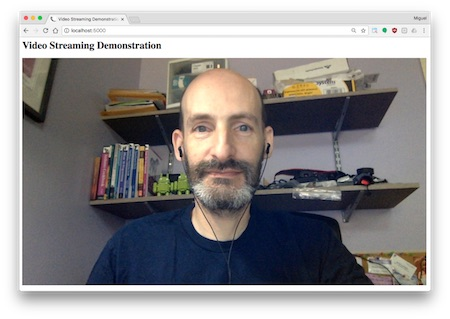 Video Streaming Demonstration
Miguel
localhost:5000
Video Streaming Demonstration